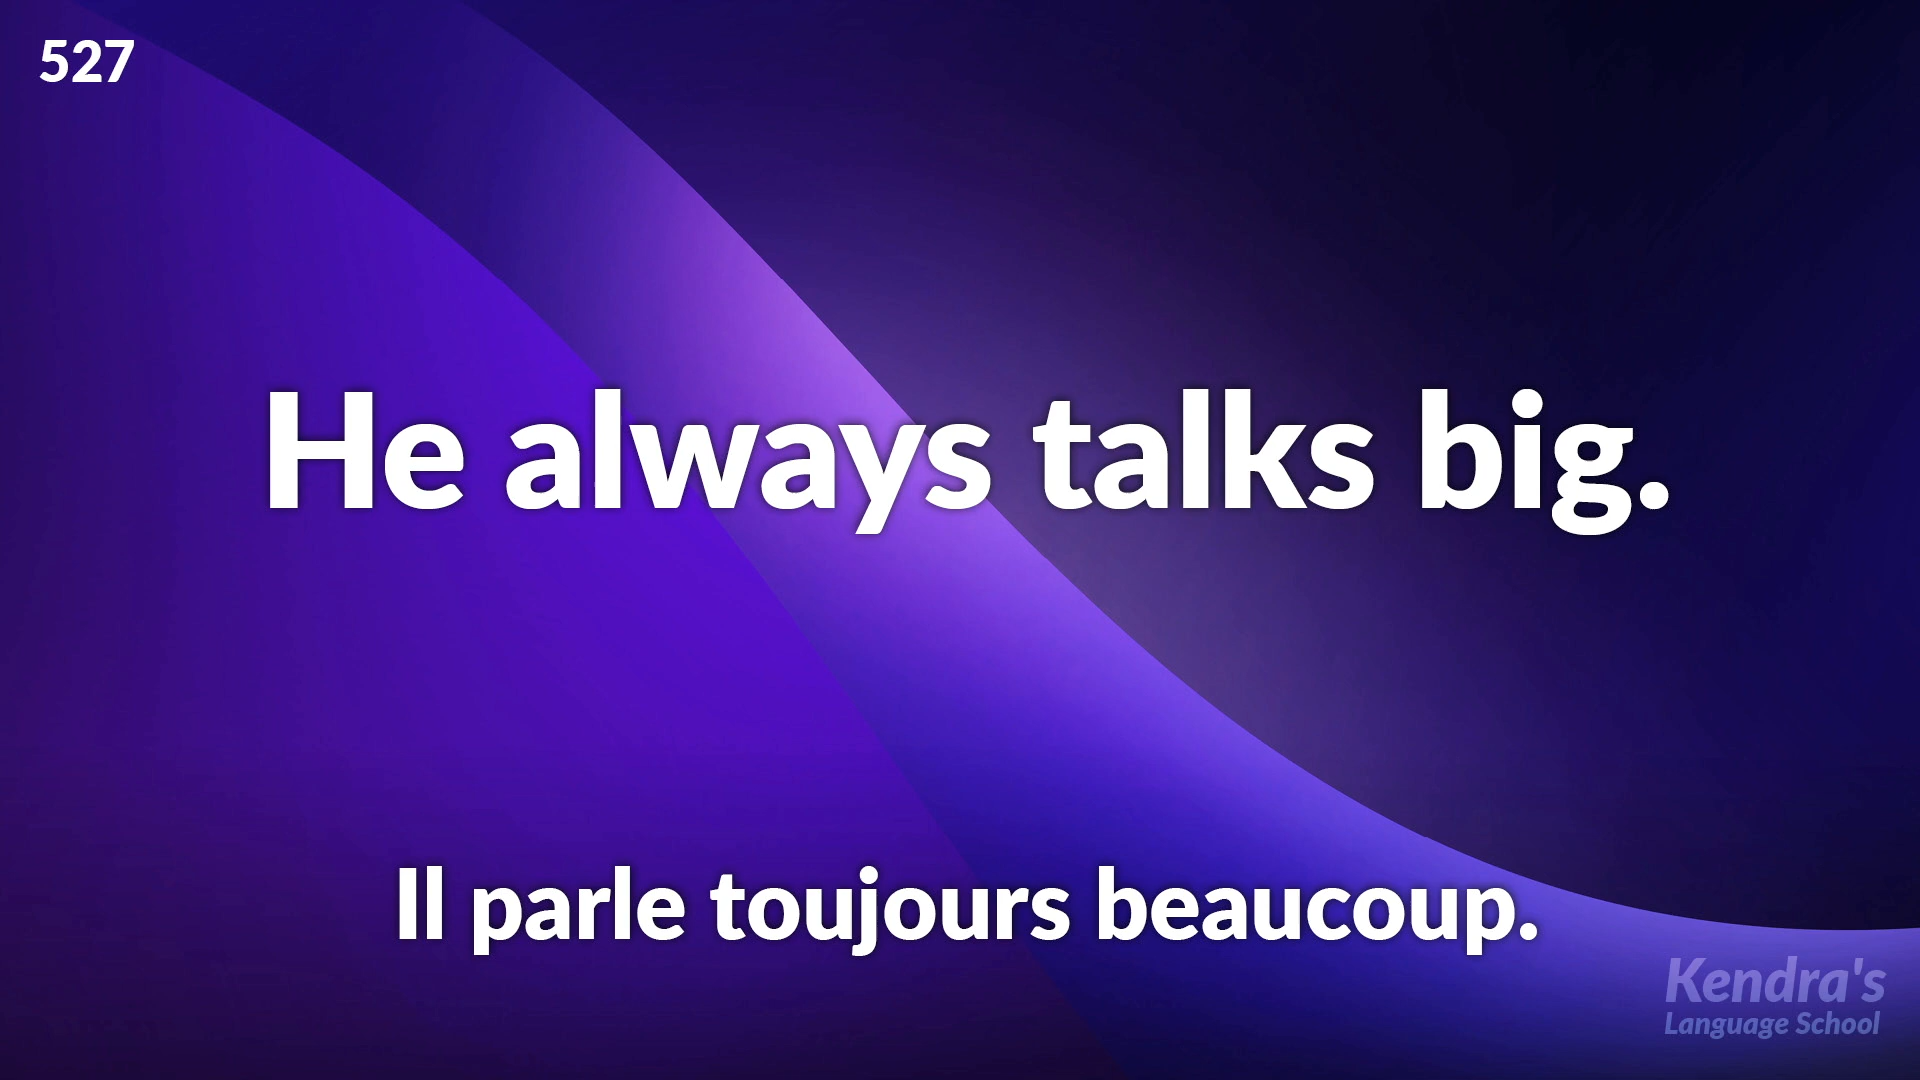 527
He always talks big.
Il parle toujours beaucoup.
Kendra's
Language School